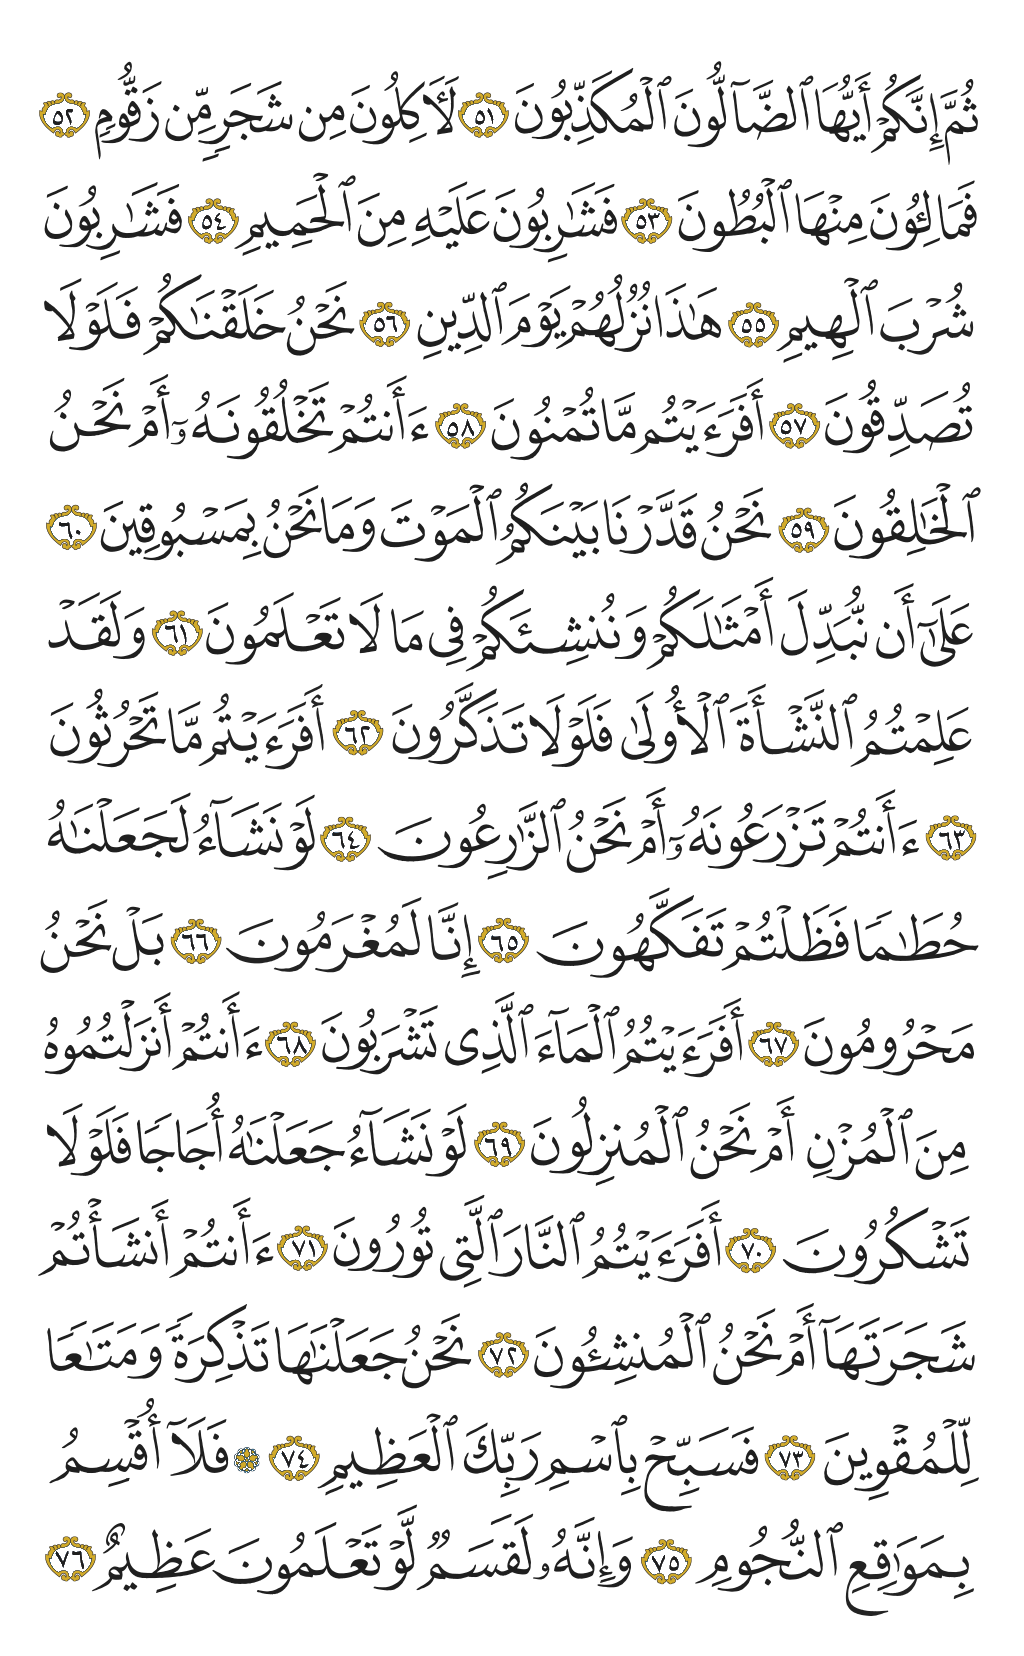 ثُمَّ إِنَّكُمْ أَيُّهَا ٱلضَّآلُّونَ ٱلْمُكَذِّبُونَ ٥١ لَـَٔاكِلُونَ مِن شَجَرٍ مِّن زَقُّومٍ ٥٢
فَمَالِـُٔونَ مِنْهَا ٱلْبُطُونَ ٥٣ فَشَـٰرِبُونَ عَلَيْهِ مِنَ ٱلْحَمِيمِ ٥٤ فَشَـٰرِبُونَ
شُرْبَ ٱلْهِيمِ ٥٥ هَـٰذَا نُزُلُهُمْ يَوْمَ ٱلدِّينِ ٥٦ نَحْنُ خَلَقْنَـٰكُمْ فَلَوْلَا
تُصَدِّقُونَ ٥٧ أَفَرَءَيْتُم مَّا تُمْنُونَ ٥٨ ءَأَنتُمْ تَخْلُقُونَهُۥٓ أَمْ نَحْنُ
ٱلْخَـٰلِقُونَ ٥٩ نَحْنُ قَدَّرْنَا بَيْنَكُمُ ٱلْمَوْتَ وَمَا نَحْنُ بِمَسْبُوقِينَ ٦٠
عَلَىٰٓ أَن نُّبَدِّلَ أَمْثَـٰلَكُمْ وَنُنشِئَكُمْ فِى مَا لَا تَعْلَمُونَ ٦١ وَلَقَدْ
عَلِمْتُمُ ٱلنَّشْأَةَ ٱلْأُولَىٰ فَلَوْلَا تَذَكَّرُونَ ٦٢ أَفَرَءَيْتُم مَّا تَحْرُثُونَ
٦٣ ءَأَنتُمْ تَزْرَعُونَهُۥٓ أَمْ نَحْنُ ٱلزَّٰرِعُونَ ٦٤ لَوْ نَشَآءُ لَجَعَلْنَـٰهُ
حُطَـٰمًا فَظَلْتُمْ تَفَكَّهُونَ ٦٥ إِنَّا لَمُغْرَمُونَ ٦٦ بَلْ نَحْنُ
مَحْرُومُونَ ٦٧ أَفَرَءَيْتُمُ ٱلْمَآءَ ٱلَّذِى تَشْرَبُونَ ٦٨ ءَأَنتُمْ أَنزَلْتُمُوهُ
مِنَ ٱلْمُزْنِ أَمْ نَحْنُ ٱلْمُنزِلُونَ ٦٩ لَوْ نَشَآءُ جَعَلْنَـٰهُ أُجَاجًا فَلَوْلَا
تَشْكُرُونَ ٧٠ أَفَرَءَيْتُمُ ٱلنَّارَ ٱلَّتِى تُورُونَ ٧١ ءَأَنتُمْ أَنشَأْتُمْ
شَجَرَتَهَآ أَمْ نَحْنُ ٱلْمُنشِـُٔونَ ٧٢ نَحْنُ جَعَلْنَـٰهَا تَذْكِرَةً وَمَتَـٰعًا
لِّلْمُقْوِينَ ٧٣ فَسَبِّحْ بِٱسْمِ رَبِّكَ ٱلْعَظِيمِ ٧٤ ۞ فَلَآ أُقْسِمُ
بِمَوَٰقِعِ ٱلنُّجُومِ ٧٥ وَإِنَّهُۥ لَقَسَمٌ لَّوْ تَعْلَمُونَ عَظِيمٌ ٧٦